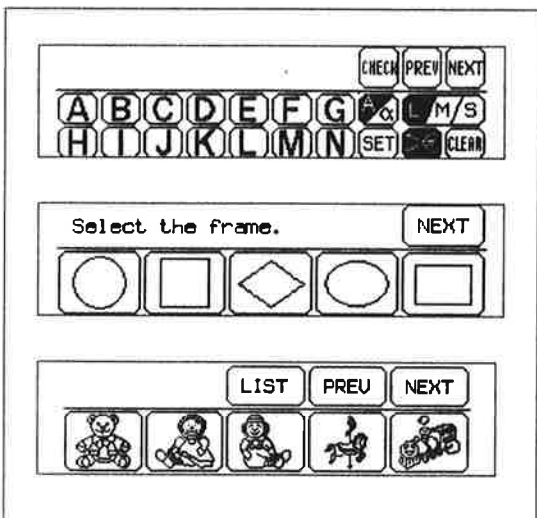 CHECK PREV NEXT
A B C D E F G A/α L/M/S
H I J K L M N SET CLEAR
Select the frame. NEXT
LIST PREV NEXT